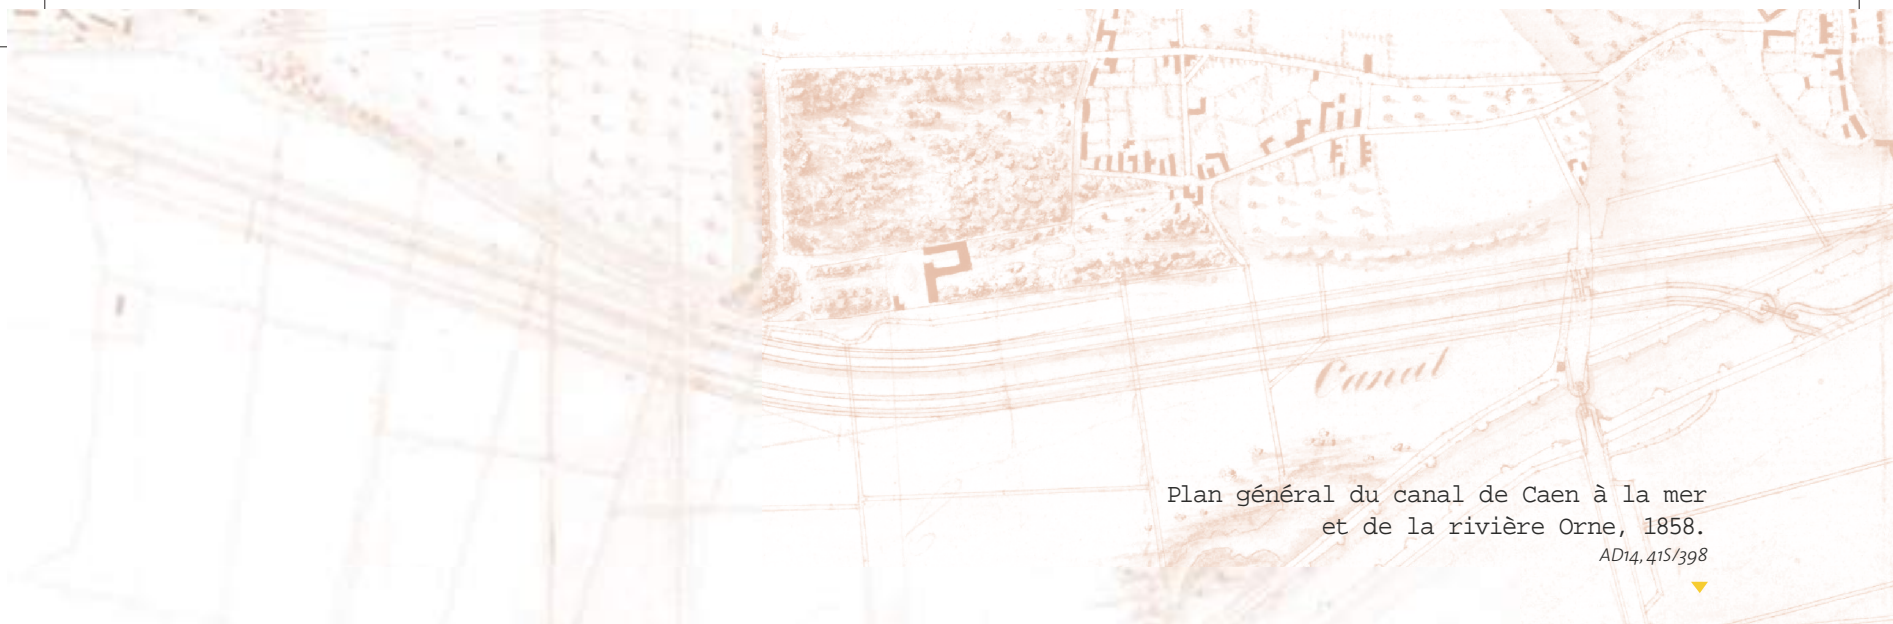 Canal
Plan général du canal de Caen à la mer
et de la rivière Orne, 1858.
AD14, 41S/398